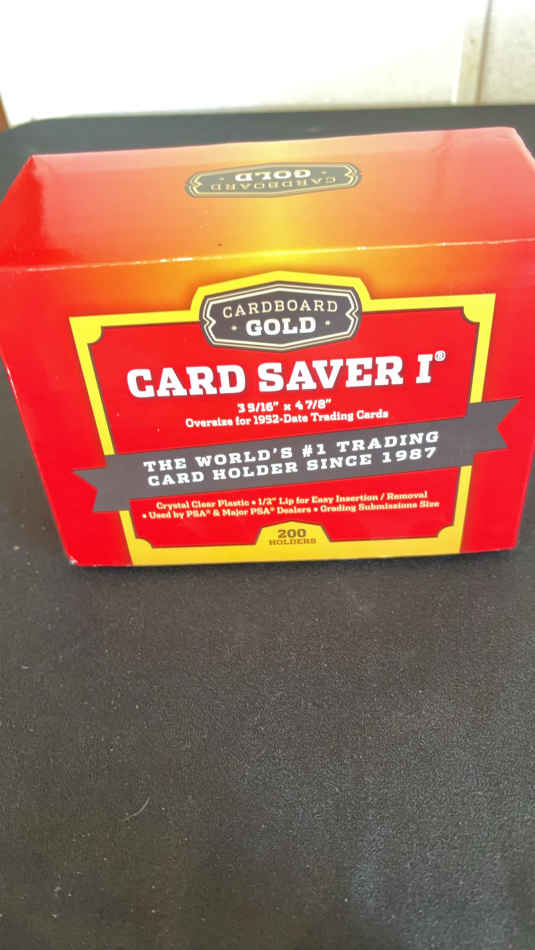 CARDBOARD
GOLD
CARDBOARD
• GOLD •
CARD SAVER I®
3 9/16" x 4 7/8"
Oversize for 1952-Date Trading Cards
THE WORLD'S #1 TRADING
CARD HOLDER SINCE 1987
Crystal Clear Plastic • 1/2" Lip for Easy Insertion / Removal
• Used by PSA® & Major PSA® Dealers • Grading Submissions Size
200
HOLDERS